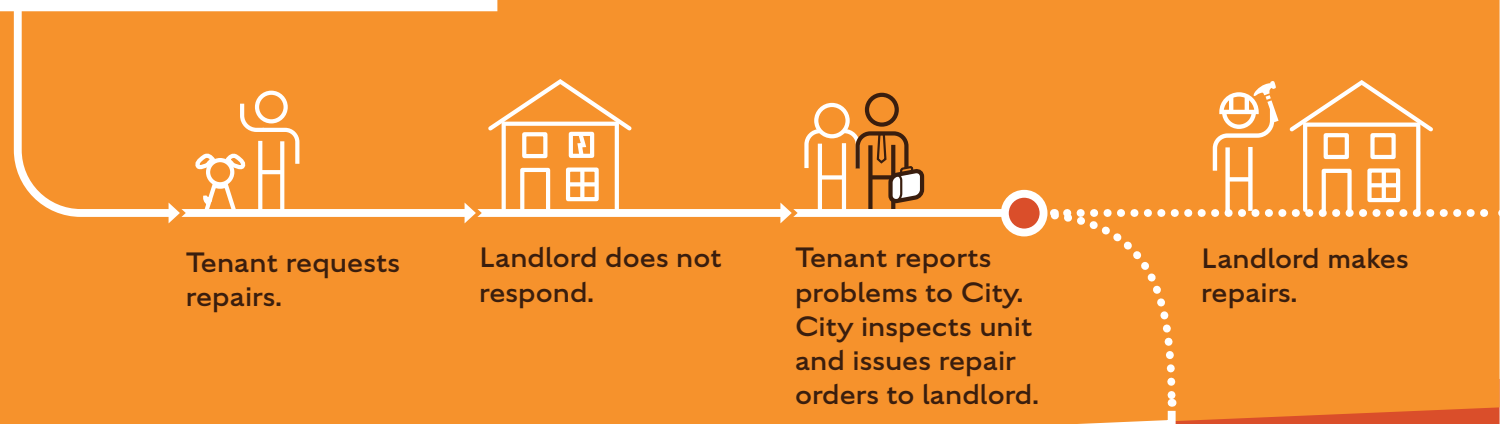 Tenant requests
repairs.
Landlord does not
respond.
Tenant reports
problems to City.
City inspects unit
and issues repair
orders to landlord.
Landlord makes
repairs.